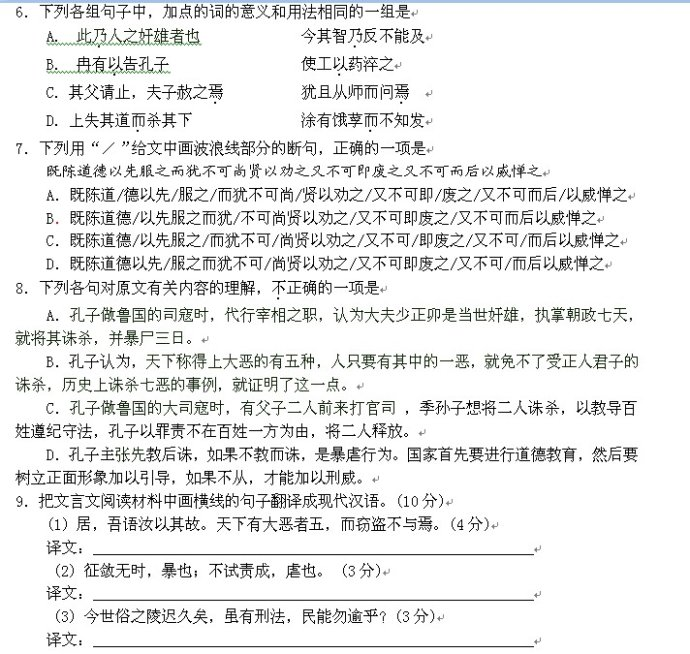 6. 下列各组句子中，加点的词的意义和用法相同的一组是
A. 此乃人之奸雄者也 今其智乃反不能及
B. 冉有以告孔子 使工以药淬之
C. 其父请止，夫子赦之焉 犹且从师而问焉
D. 上失其道而杀其下 涂有饿莩而不知发
7. 下列用“／”给文中画波浪线部分的断句，正确的一项是
既陈道德以先服之而犹不可尚贤以劝之又不可即废之又不可而后以威惮之
A. 既陈道/德以先/服之/而犹不可尚/贤以劝之/又不可即/废之/又不可而后/以威惮之
B. 既陈道德/以先服之而犹/不可尚贤以劝之/又不可即废之/又不可而后以威惮之
C. 既陈道德/以先服之/而犹不可/尚贤以劝之/又不可/即废之/又不可/而后以威惮之
D. 既陈道德以先/服之而犹不可/尚贤以劝之/又不可即废之/又不可/而后以威惮之
8. 下列各句对原文有关内容的理解，不正确的一项是
A. 孔子做鲁国的司寇时，代行宰相之职，认为大夫少正卯是当世奸雄，执掌朝政七天，
就将其诛杀，并暴尸三日。
B. 孔子认为，天下称得上大恶的有五种，人只要有其中的一恶，就免不了受正人君子的
诛杀，历史上诛杀七恶的事例，就证明了这一点。
C. 孔子做鲁国的大司寇时，有父子二人前来打官司 ，季孙子想将二人诛杀，以教导百
姓遵纪守法，孔子以罪责不在百姓一方为由，将二人释放。
D. 孔子主张先教后诛，如果不教而诛，是暴虐行为。国家首先要进行道德教育，然后要
树立正面形象加以引导，如果不从，才能加以刑威。
9. 把文言文阅读材料中画横线的句子翻译成现代汉语。(10分)
(1) 居，吾语汝以其故。天下有大恶者五，而窃盗不与焉。(4分)
译文：
(2) 征敛无时，暴也；不试责成，虐也。 (3分)
译文：
(3) 今世俗之陵迟久矣，虽有刑法，民能勿逾乎？(3分)
译文：